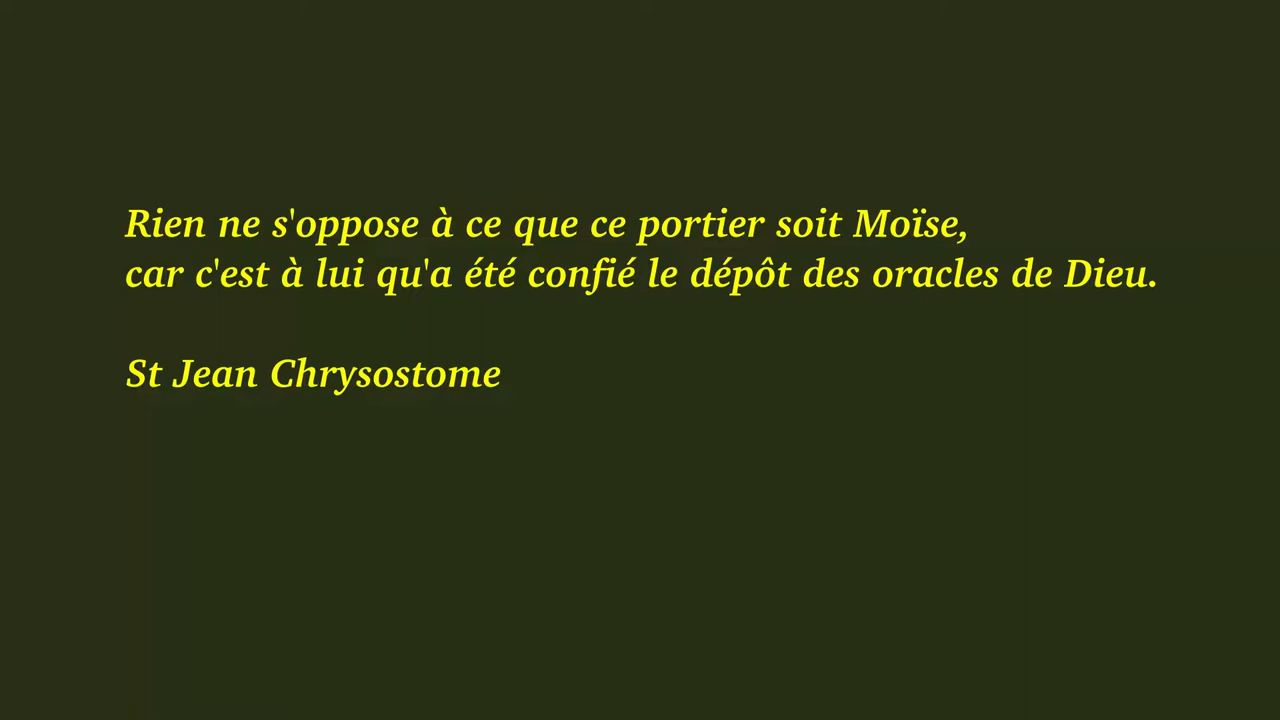 Rien ne s'oppose à ce que ce portier soit Moïse,
car c'est à lui qu'a été confié le dépôt des oracles de Dieu.
St Jean Chrysostome